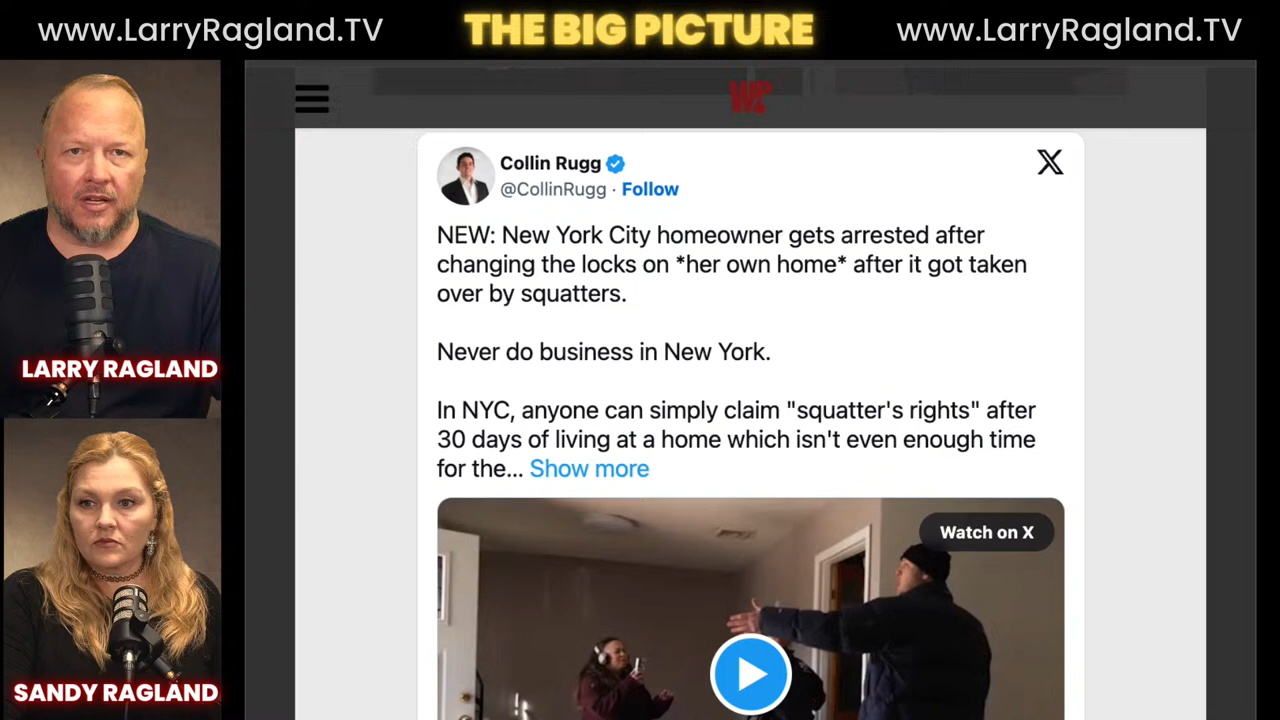 www.LarryRagland.TV
THE BIG PICTURE
www.LarryRagland.TV
WP
Collin Rugg
@CollinRugg · Follow
X
NEW: New York City homeowner gets arrested after
changing the locks on *her own home* after it got taken
over by squatters.
Never do business in New York.
In NYC, anyone can simply claim "squatter's rights" after
30 days of living at a home which isn't even enough time
for the... Show more
Watch on X
LARRY RAGLAND
SANDY RAGLAND